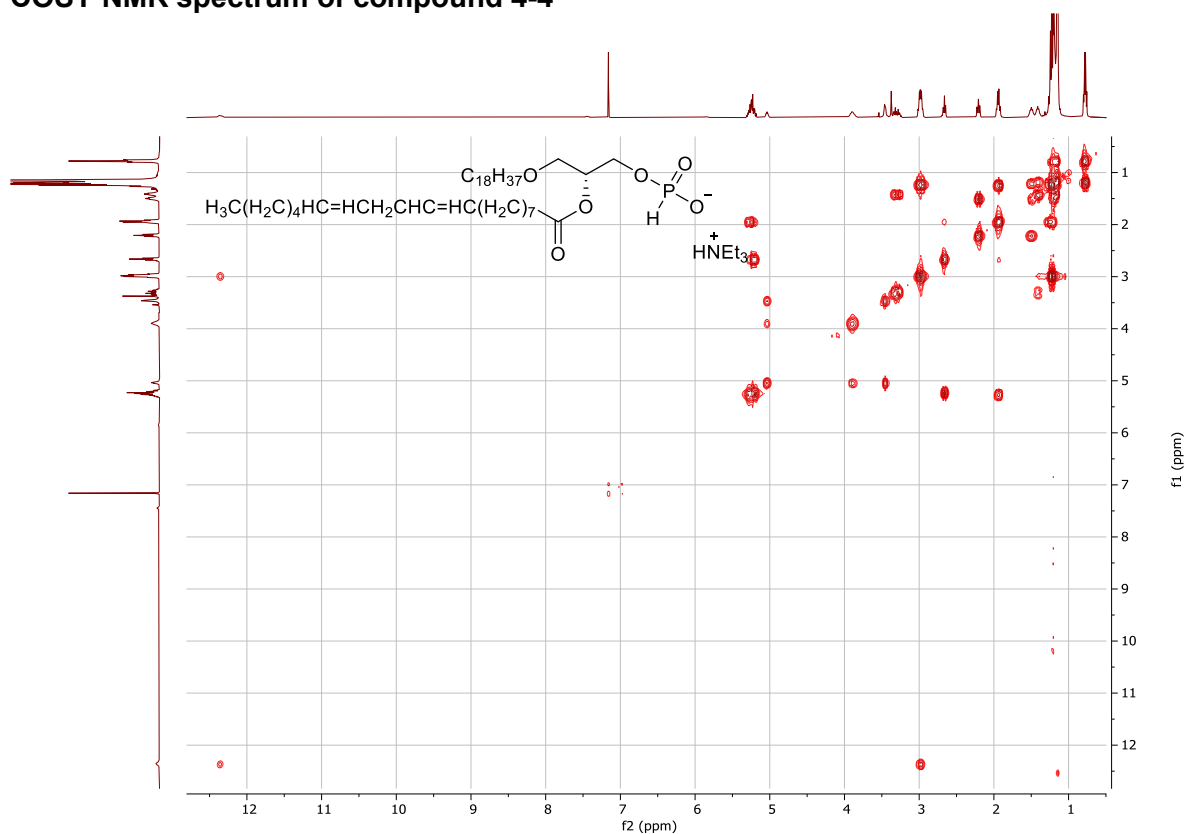 COSY NMR spectrum of compound 4-4
O
C18H37O
O
P
O
−
H
O
H3C(H2C)4HC=HCH2CHC=HC(H2C)7
+
HNEt3
O
1
2
3
4
5
6
7
8
9
10
11
12
f1 (ppm)
12 11 10 9 8 7 6 5 4 3 2 1
f2 (ppm)